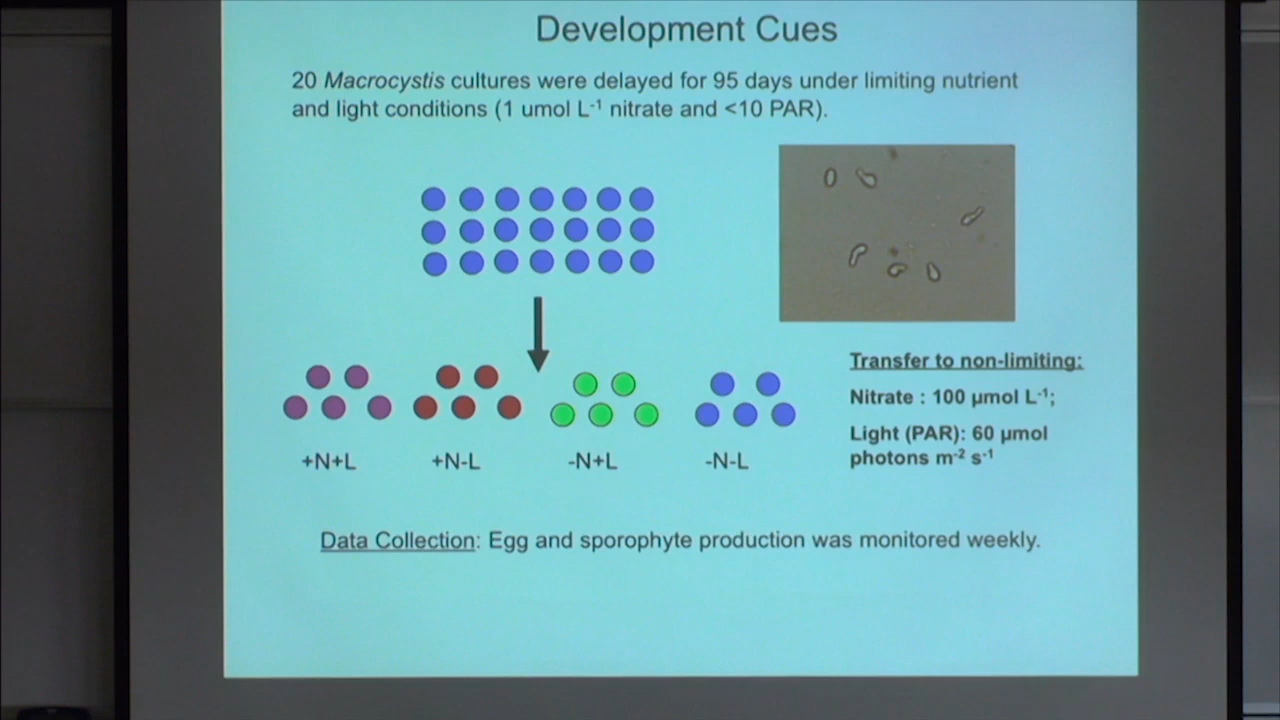 Development Cues
20 Macrocystis cultures were delayed for 95 days under limiting nutrient
and light conditions (1 umol L-1 nitrate and <10 PAR).
Transfer to non-limiting:
Nitrate : 100 µmol L-1;
Light (PAR): 60 µmol
photons m-2 s-1
+N+L +N-L -N+L -N-L
Data Collection: Egg and sporophyte production was monitored weekly.